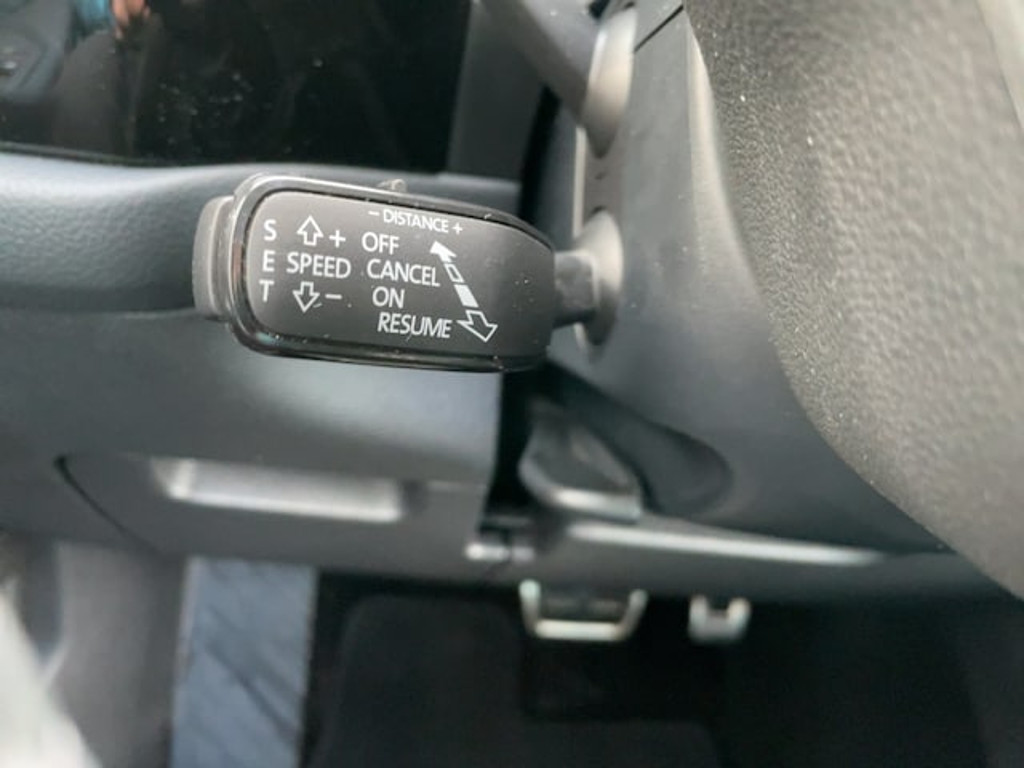 - DISTANCE +
S + OFF
E SPEED CANCEL
T - ON
RESUME